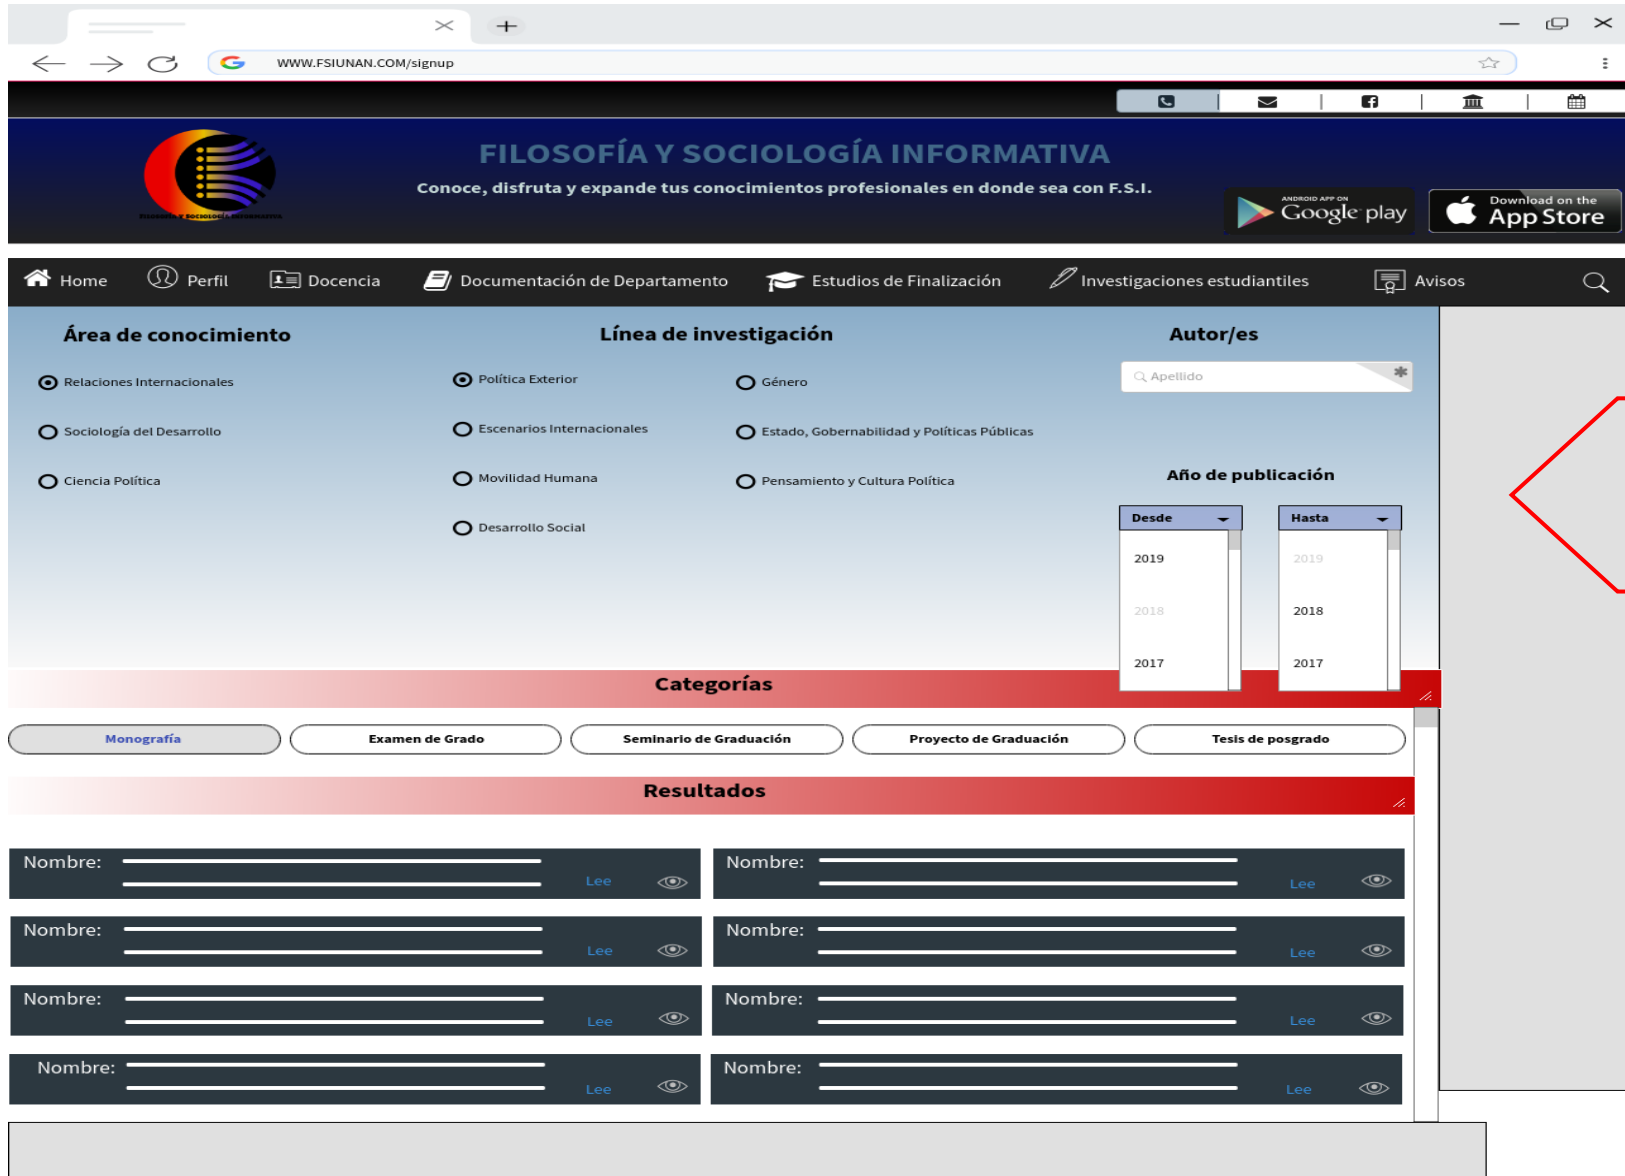 WWW.FSIUNAN.COM/signup
FILOSOFÍA Y SOCIOLOGÍA INFORMATIVA
Conoce, disfruta y expande tus conocimientos profesionales en donde sea con F.S.I.
FILOSOFÍA Y SOCIOLOGÍA INFORMATIVA
ANDROID APP ON
Google play
Download on the
App Store
Home Perfil Docencia Documentación de Departamento Estudios de Finalización Investigaciones estudiantiles Avisos
Área de conocimiento
Relaciones Internacionales
Sociología del Desarrollo
Ciencia Política
Línea de investigación
Política Exterior
Escenarios Internacionales
Movilidad Humana
Desarrollo Social
Género
Estado, Gobernabilidad y Políticas Públicas
Pensamiento y Cultura Política
Autor/es
Apellido
Año de publicación
Desde
2019
2018
2017
Hasta
2019
2018
2017
Categorías
Monografía Examen de Grado Seminario de Graduación Proyecto de Graduación Tesis de posgrado
Resultados
Nombre:
Lee
Nombre:
Lee
Nombre:
Lee
Nombre:
Lee
Nombre:
Lee
Nombre:
Lee
Nombre:
Lee
Nombre:
Lee